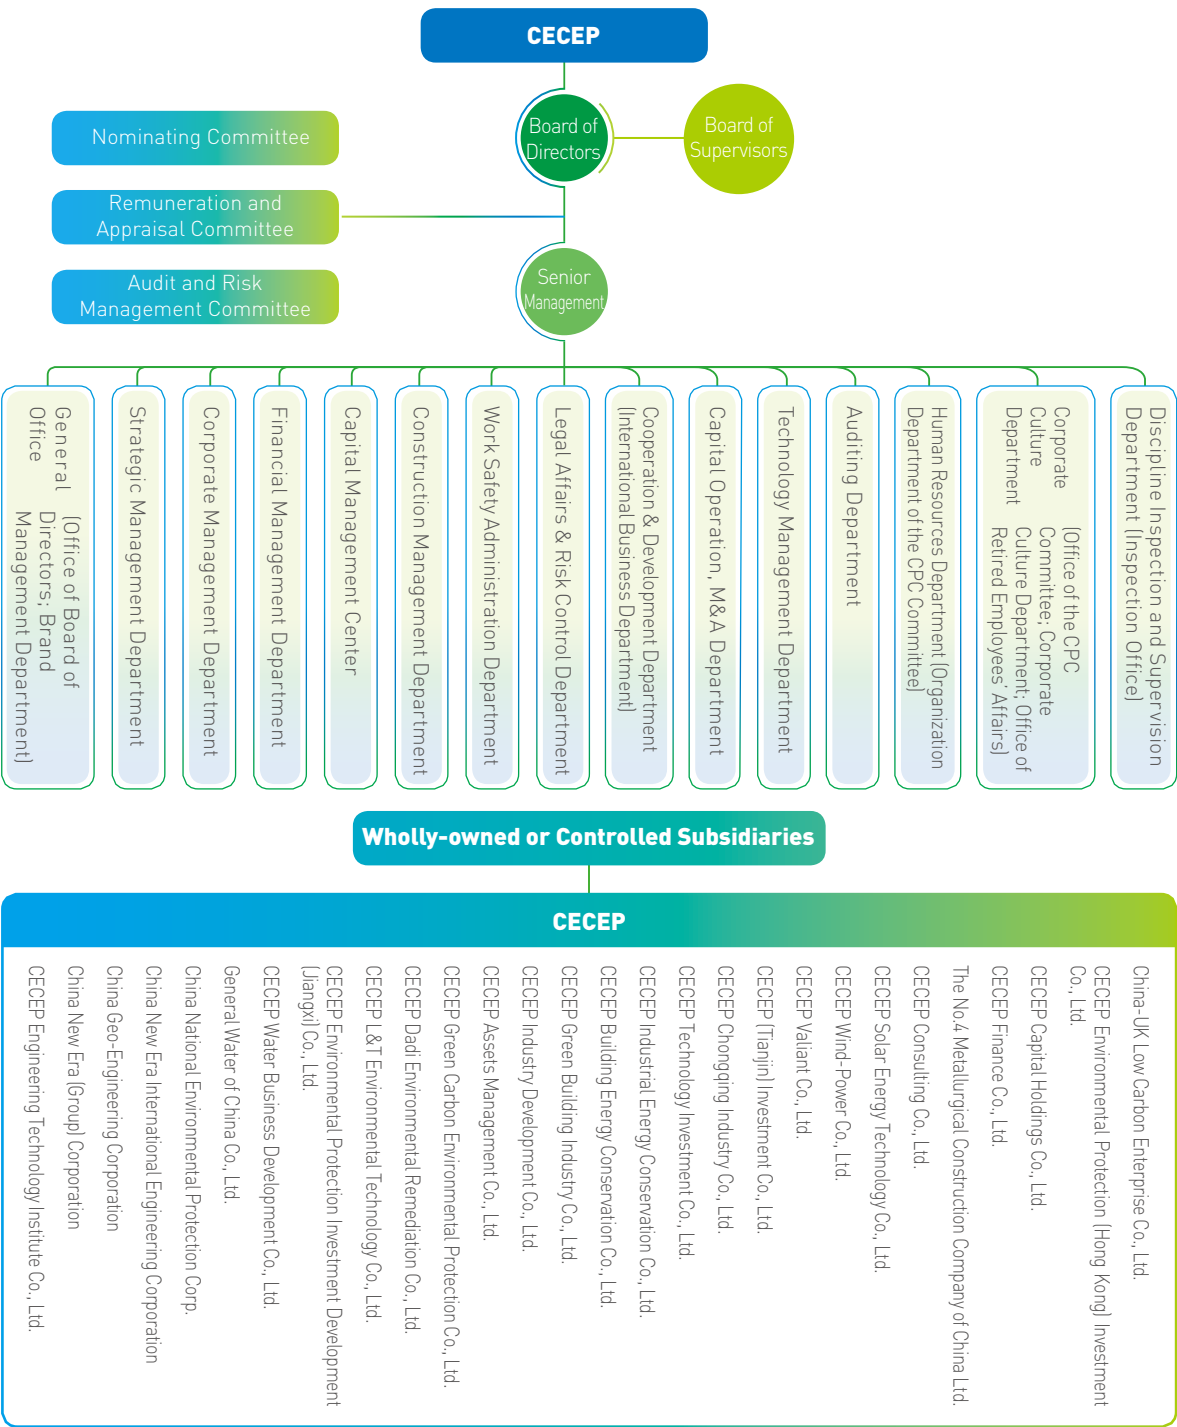 CECEP
Board of
Directors
Board of
Supervisors
Nominating Committee
Remuneration and
Appraisal Committee
Audit and Risk
Management Committee
Senior
Management
General
Office
(Office of Board of
Directors; Brand
Management Department)
Strategic Management Department
Corporate Management Department
Financial Management Department
Capital Management Center
Construction Management Department
Work Safety Administration Department
Legal Affairs & Risk Control Department
Cooperation & Development Department
(International Business Department)
Capital Operation, M&A Department
Technology Management Department
Auditing Department
Human Resources Department (Organization
Department of the CPC Committee)
Corporate
Culture
Department
(Office of the CPC
Committee; Corporate
Culture Department; Office of
Retired Employees' Affairs)
Discipline Inspection and Supervision
Department (Inspection Office)
Wholly-owned or Controlled Subsidiaries
CECEP
CECEP Engineering Technology Institute Co., Ltd.
China New Era (Group) Corporation
China Geo-Engineering Corporation
China New Era International Engineering Corporation
China National Environmental Protection Corp.
General Water of China Co., Ltd.
CECEP Water Business Development Co., Ltd.
CECEP Environmental Protection Investment Development
(Jiangxi) Co., Ltd.
CECEP L&T Environmental Technology Co., Ltd.
CECEP Dadi Environmental Remediation Co., Ltd.
CECEP Green Carbon Environmental Protection Co., Ltd.
CECEP Assets Management Co., Ltd.
CECEP Industry Development Co., Ltd.
CECEP Green Building Industry Co., Ltd.
CECEP Building Energy Conservation Co., Ltd.
CECEP Industrial Energy Conservation Co., Ltd.
CECEP Technology Investment Co., Ltd.
CECEP Chongqing Industry Co., Ltd.
CECEP (Tianjin) Investment Co., Ltd.
CECEP Valiant Co., Ltd.
CECEP Wind-Power Co., Ltd.
CECEP Solar Energy Technology Co., Ltd.
CECEP Consulting Co., Ltd.
The No.4 Metallurgical Construction Company of China Ltd.
CECEP Finance Co., Ltd.
CECEP Capital Holdings Co., Ltd.
CECEP Environmental Protection (Hong Kong) Investment
Co., Ltd.
China-UK Low Carbon Enterprise Co., Ltd.